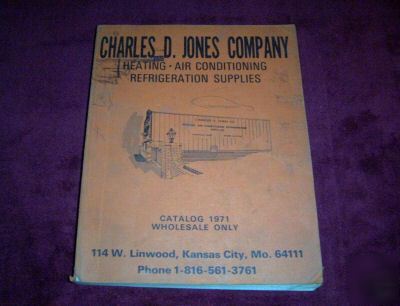 CHARLES D. JONES COMPANY
HEATING · AIR CONDITIONING
REFRIGERATION SUPPLIES
CATALOG 1971
WHOLESALE ONLY
114 W. Linwood, Kansas City, Mo. 64111
Phone 1-816-561-3761